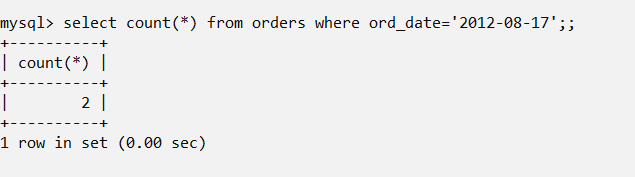 mysql> select count(*) from orders where ord_date='2012-08-17';;
+----------+
| count(*) |
+----------+
|        2 |
+----------+
1 row in set (0.00 sec)